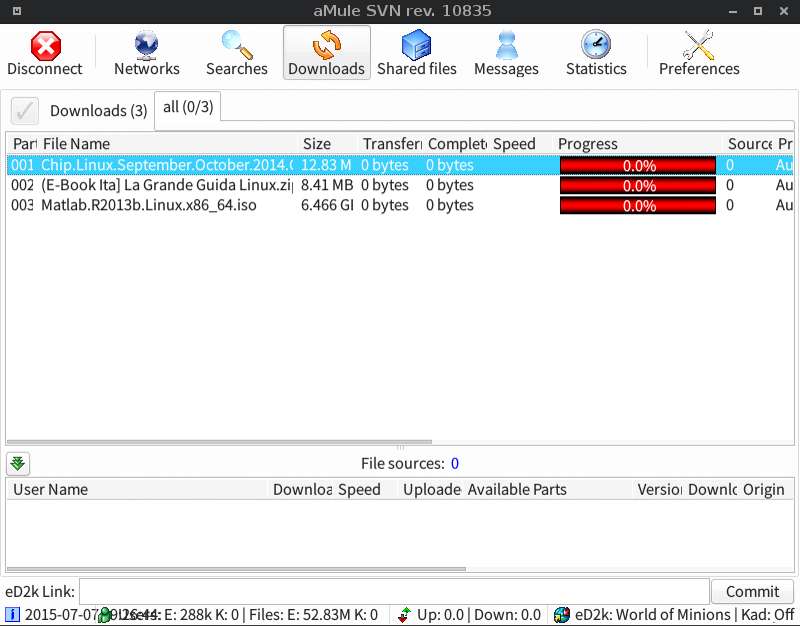 aMule SVN rev. 10835
Disconnect Networks Searches Downloads Shared files Messages Statistics Preferences
Downloads (3) all (0/3)
Part File Name Size Transferr Complete Speed Progress Source Pr
001 Chip.Linux.September.October.2014. 12.83 M 0 bytes 0 bytes 0.0% 0 Au
002 (E-Book Ita] La Grande Guida Linux.zip 8.41 MB 0 bytes 0 bytes 0.0% 0 Au
003 Matlab.R2013b.Linux.x86_64.iso 6.466 GI 0 bytes 0 bytes 0.0% 0 Au
File sources: 0
User Name Downloa Speed Uploade Available Parts Version Downlo Origin
eD2k Link: Commit
2015-07-07 Users: E: 288k K: 0 | Files: E: 52.83M K: 0 Up: 0.0 | Down: 0.0 eD2k: World of Minions | Kad: Off